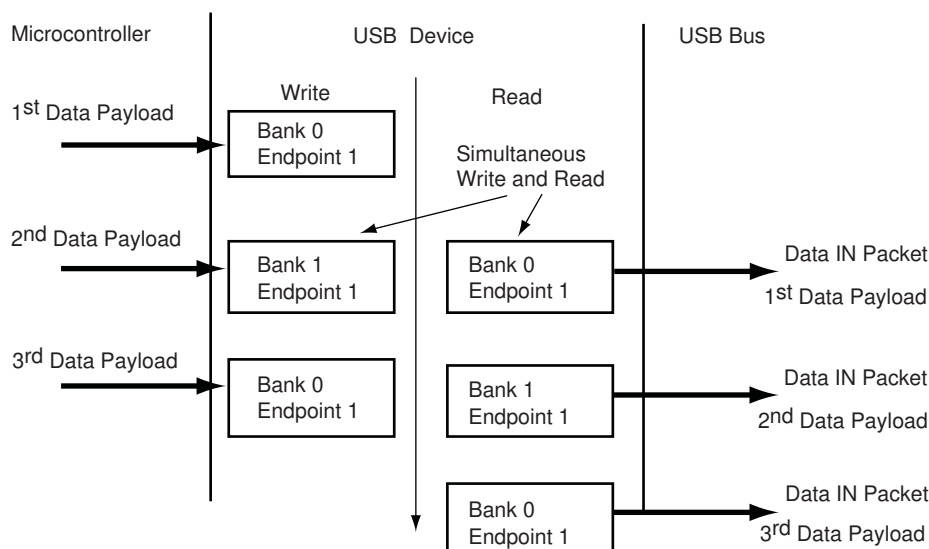 Microcontroller
USB Device
USB Bus
Write
Read
1st Data Payload
Bank 0
Endpoint 1
Simultaneous
Write and Read
2nd Data Payload
Bank 1
Endpoint 1
Bank 0
Endpoint 1
Data IN Packet
1st Data Payload
3rd Data Payload
Bank 0
Endpoint 1
Bank 1
Endpoint 1
Data IN Packet
2nd Data Payload
Bank 0
Endpoint 1
Data IN Packet
3rd Data Payload